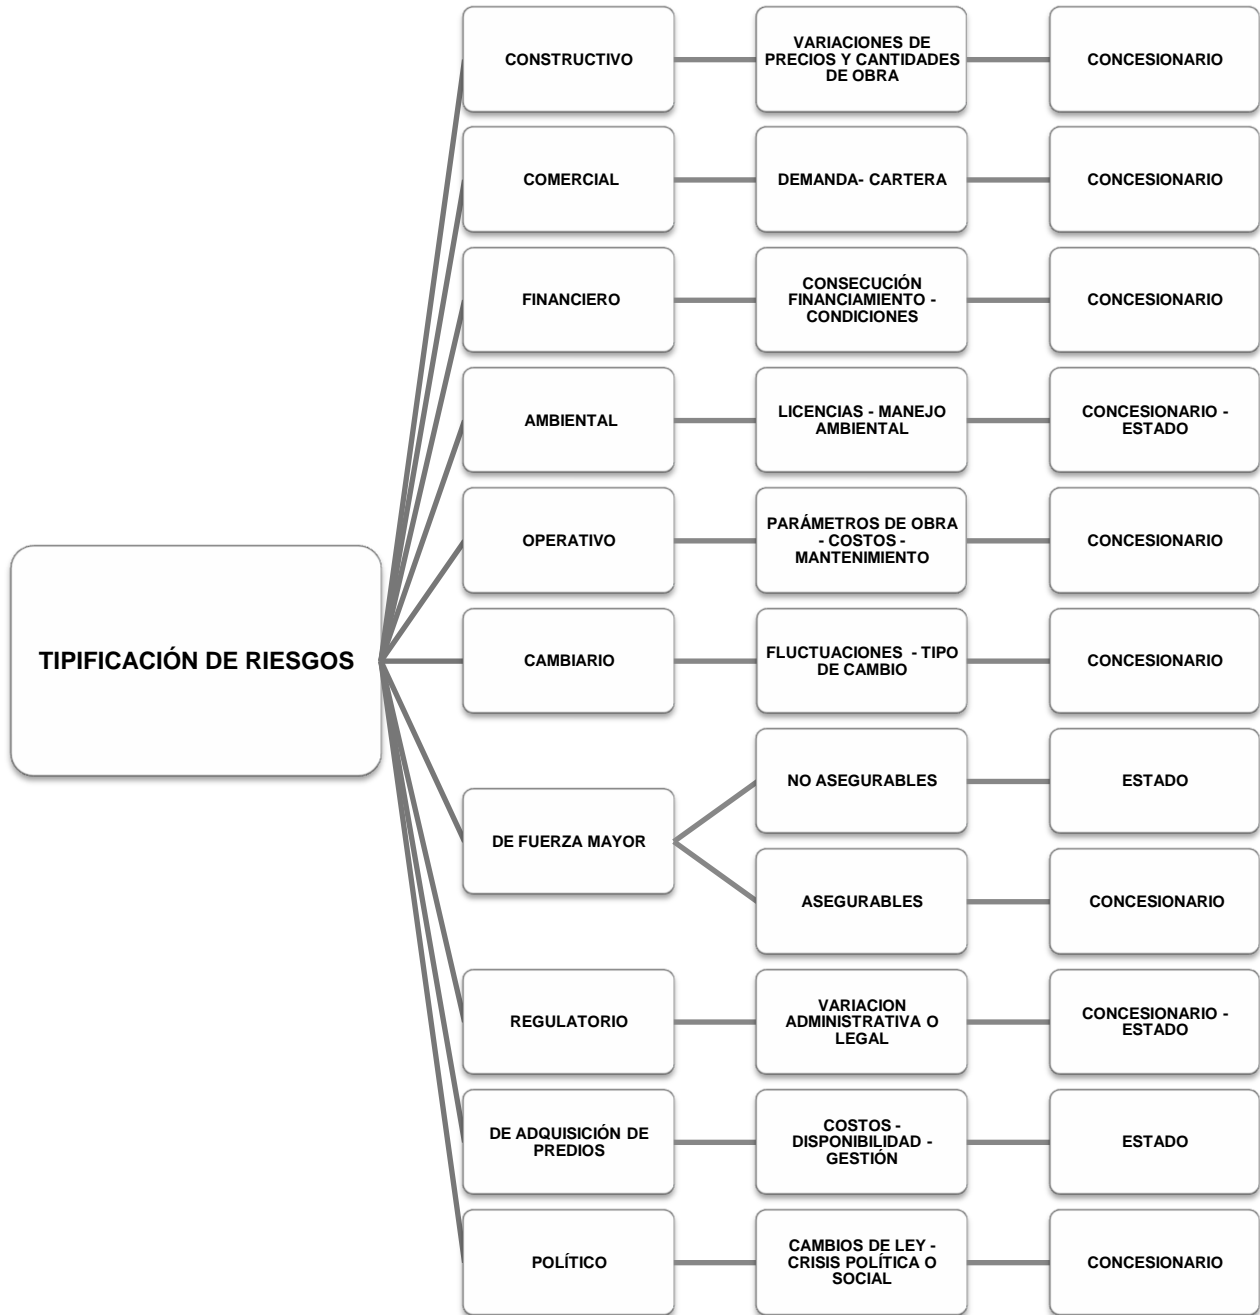 CONSTRUCTIVO
VARIACIONES DE
PRECIOS Y CANTIDADES
DE OBRA
CONCESIONARIO
COMERCIAL
DEMANDA- CARTERA
CONCESIONARIO
FINANCIERO
CONSECUCIÓN
FINANCIAMIENTO -
CONDICIONES
CONCESIONARIO
AMBIENTAL
LICENCIAS - MANEJO
AMBIENTAL
CONCESIONARIO -
ESTADO
OPERATIVO
PARÁMETROS DE OBRA
- COSTOS -
MANTENIMIENTO
CONCESIONARIO
TIPIFICACIÓN DE RIESGOS
CAMBIARIO
FLUCTUACIONES - TIPO
DE CAMBIO
CONCESIONARIO
DE FUERZA MAYOR
NO ASEGURABLES
ESTADO
ASEGURABLES
CONCESIONARIO
REGULATORIO
VARIACION
ADMINISTRATIVA O
LEGAL
CONCESIONARIO -
ESTADO
DE ADQUISICIÓN DE
PREDIOS
COSTOS -
DISPONIBILIDAD -
GESTIÓN
ESTADO
POLÍTICO
CAMBIOS DE LEY -
CRISIS POLÍTICA O
SOCIAL
CONCESIONARIO